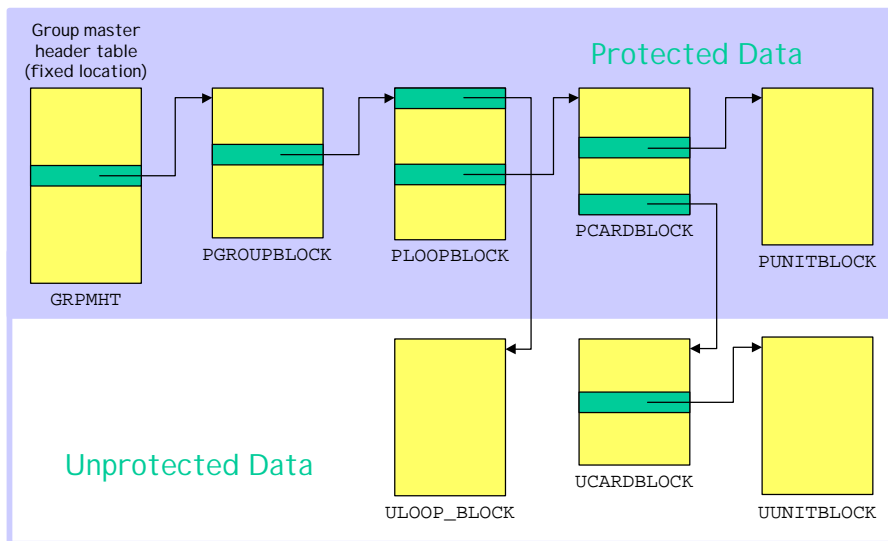 Group master
header table
(fixed location)
Protected Data
GRPMHT
PGROUPBLOCK
PLOOPBLOCK
PCARDBLOCK
PUNITBLOCK
Unprotected Data
ULOOP_BLOCK
UCARDBLOCK
UUNITBLOCK